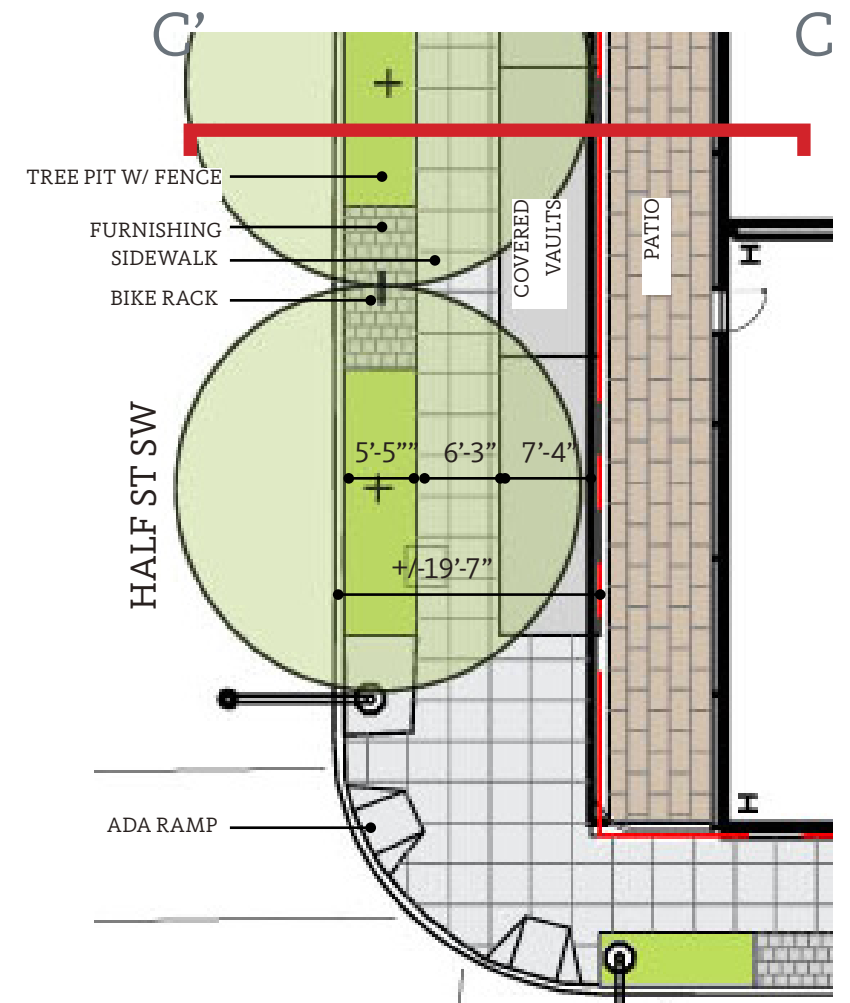 C’
C
TREE PIT W/ FENCE
FURNISHING
SIDEWALK
BIKE RACK
COVERED
VAULTS
PATIO
HALF ST SW
5’-5””
6’-3”
7’-4”
+/-19’-7”
ADA RAMP